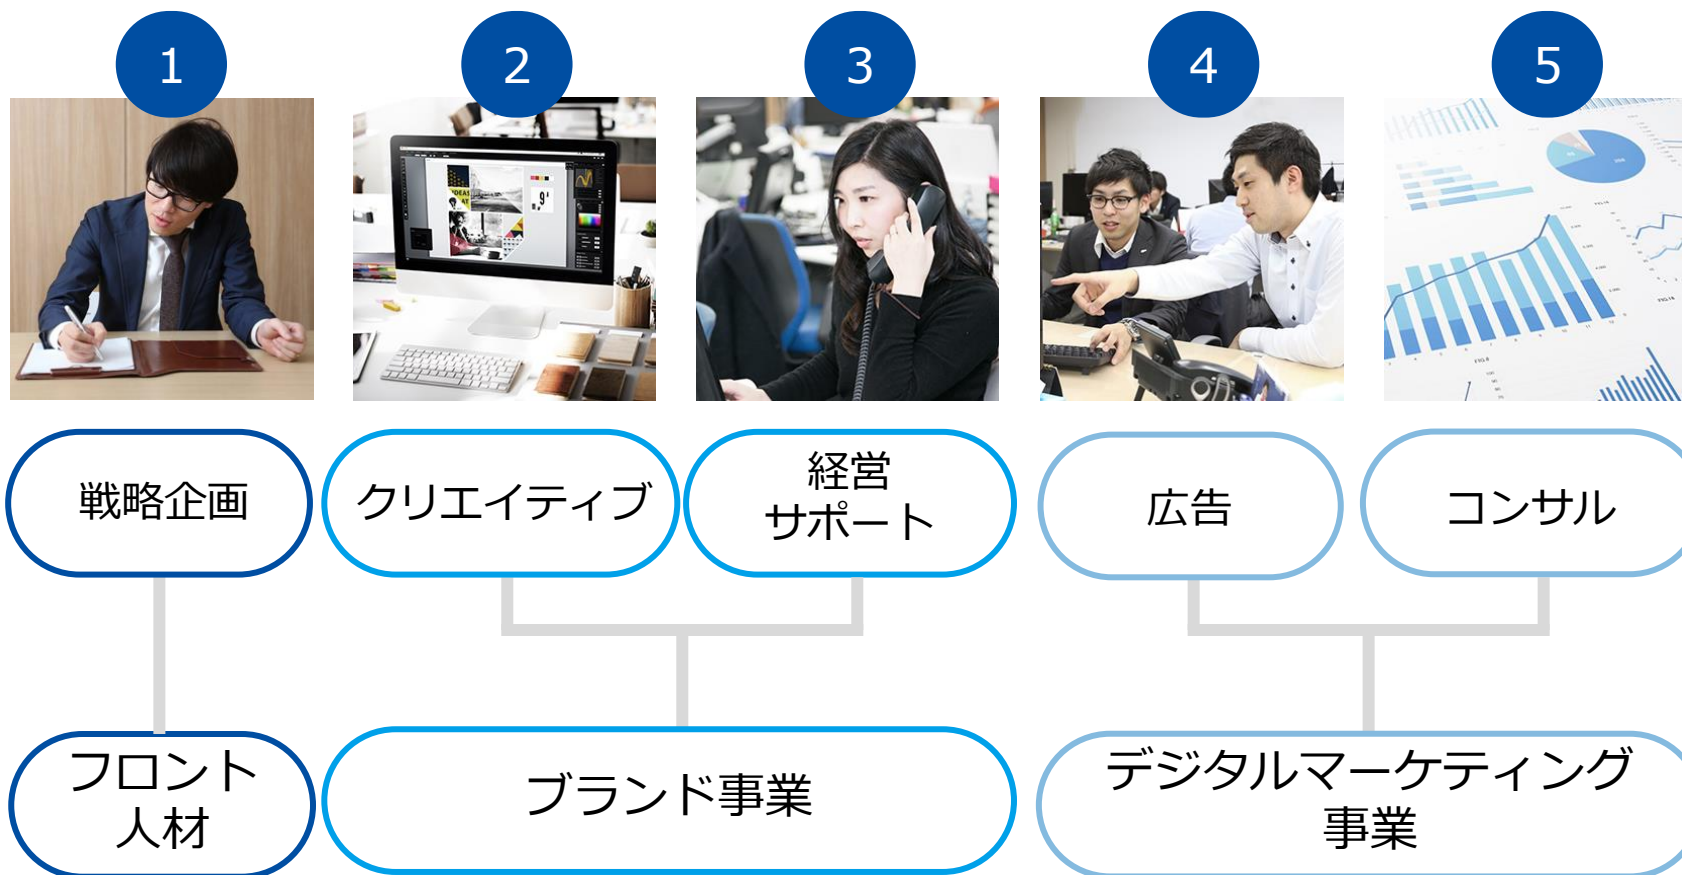 1
2
3
4
5
戦略企画
クリエイティブ
経営
サポート
広告
コンサル
フロント
人材
ブランド事業
デジタルマーケティング
事業